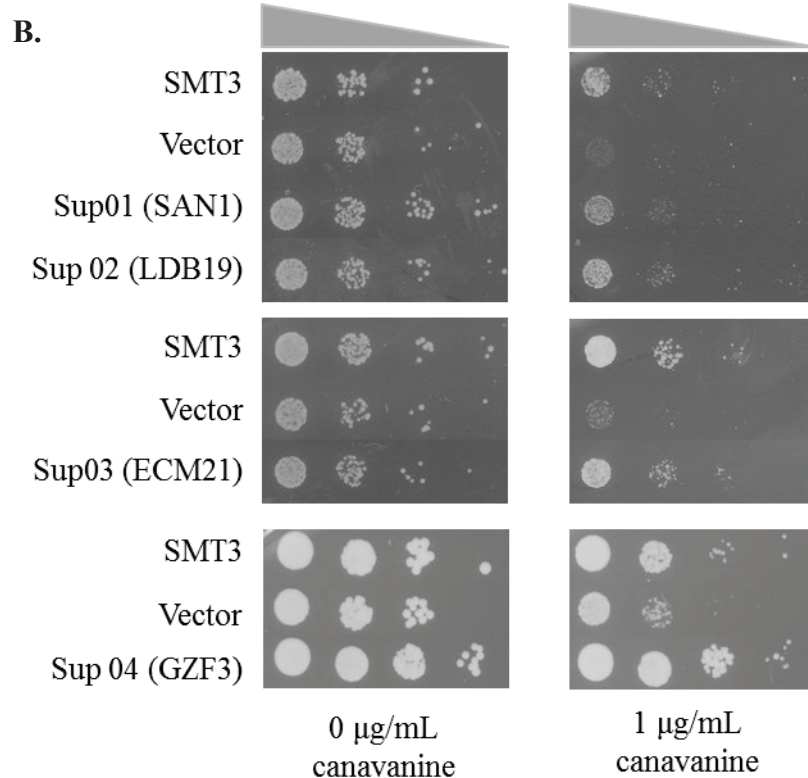 B.
SMT3
Vector
Sup01 (SAN1)
Sup 02 (LDB19)
SMT3
Vector
Sup03 (ECM21)
SMT3
Vector
Sup 04 (GZF3)
0 µg/mL
canavanine
1 µg/mL
canavanine